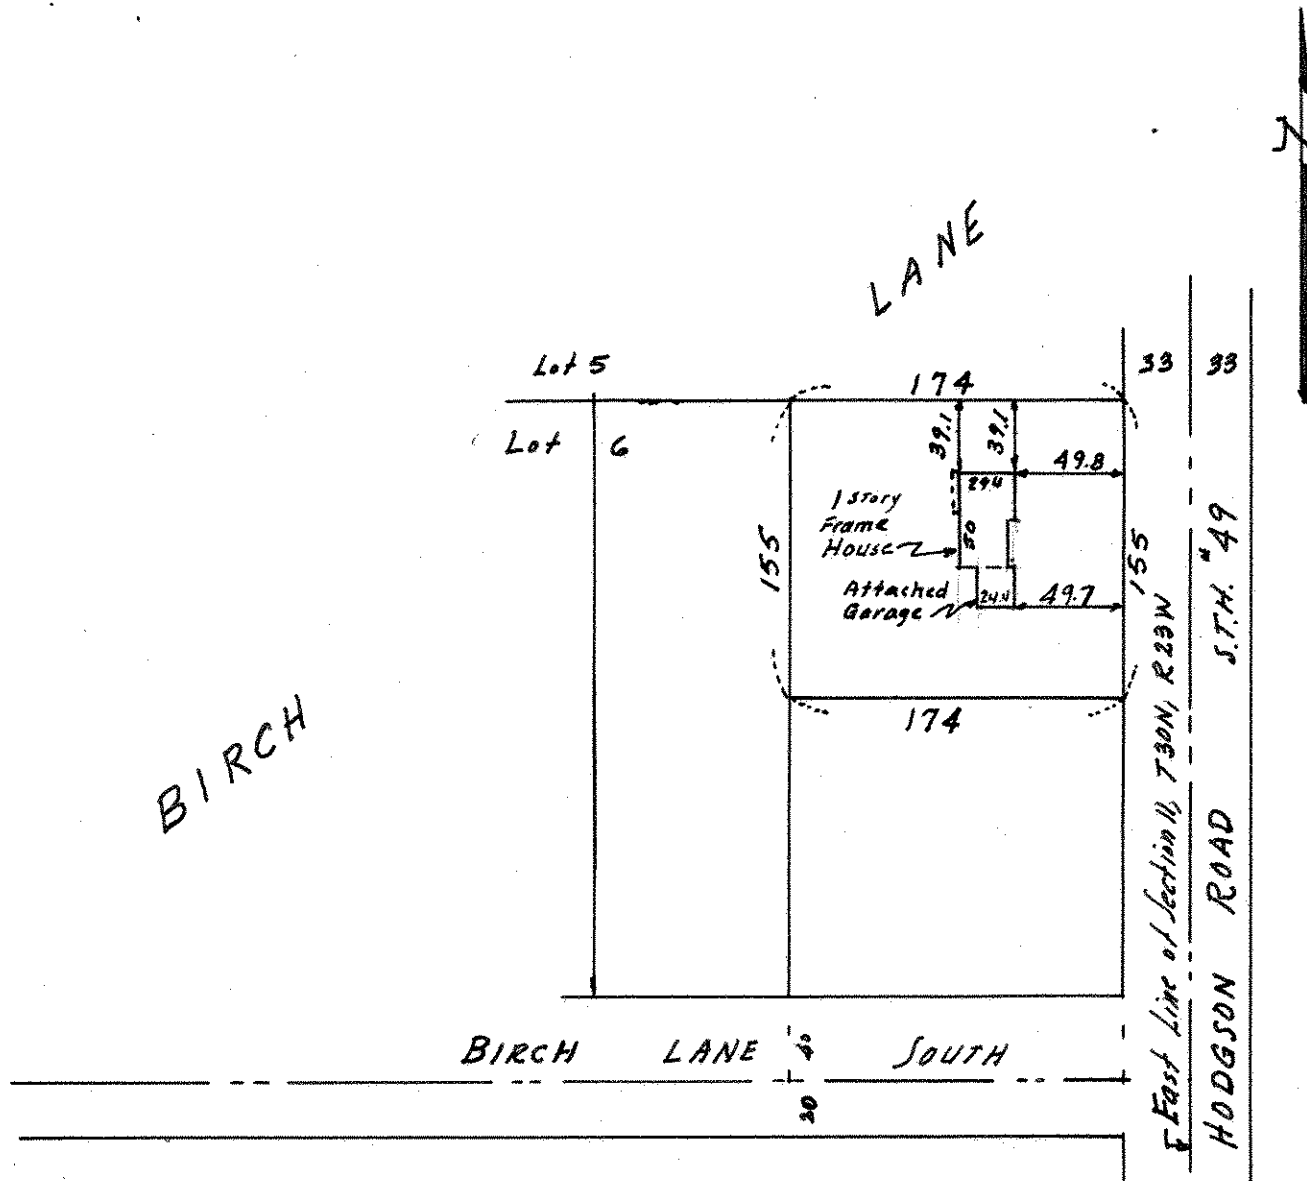 N
LANE
Lot 5
174
33
33
Lot 6
39.1
39.1
49.8
29.4
1 Story
Frame
House
50
155
155
Attached
Garage
24.4
49.7
174
BIRCH
S.T.H. "49
East Line of Section 11, T30N, R23W
HODGSON ROAD
BIRCH LANE SOUTH